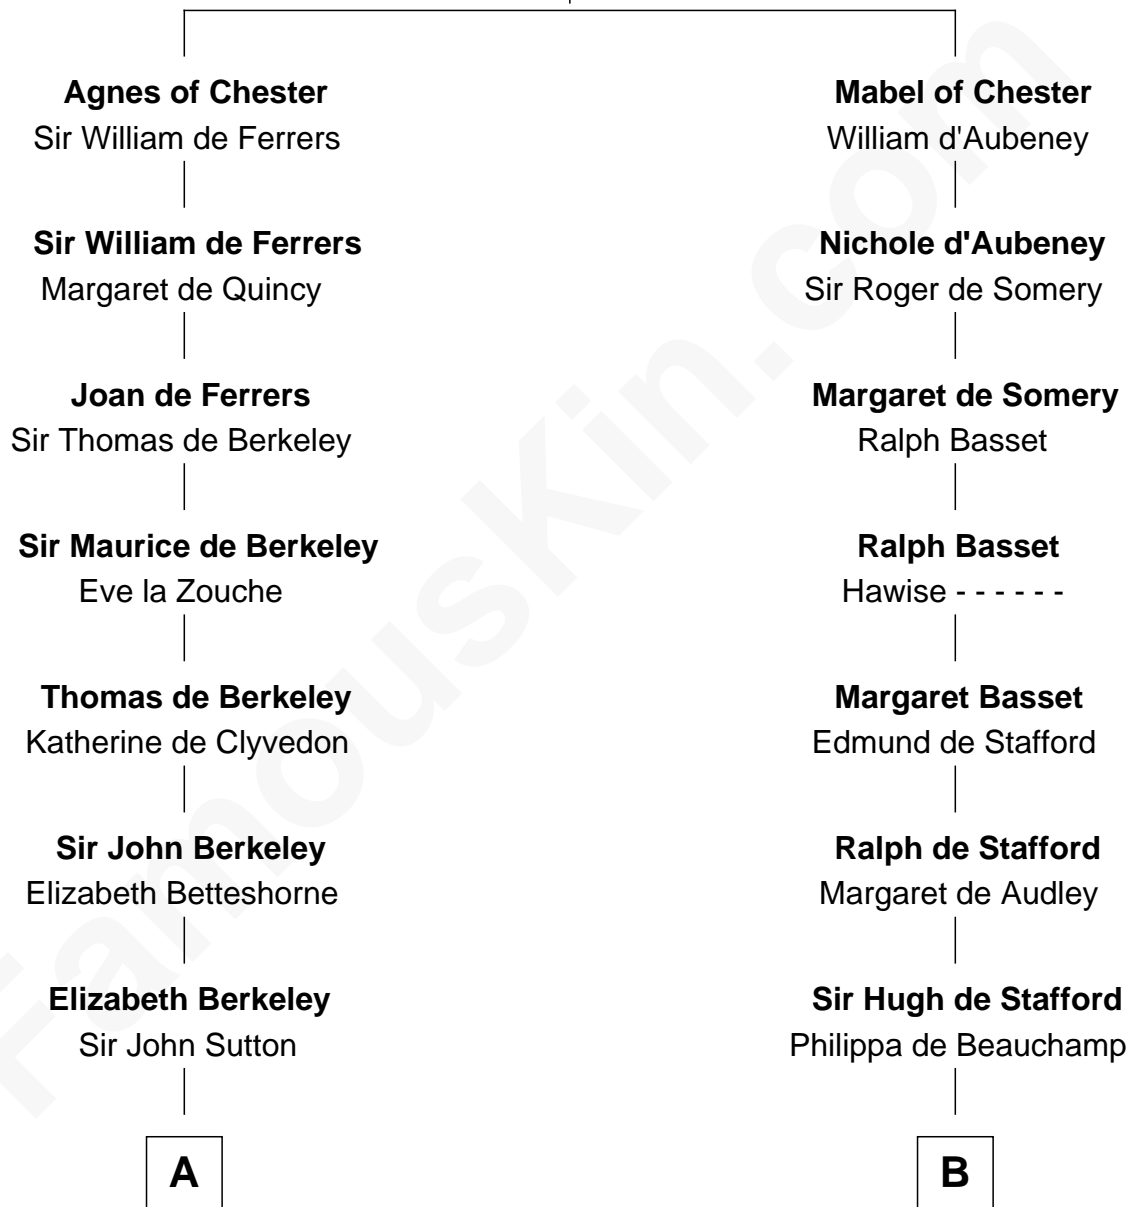 Agnes of Chester
Sir William de Ferrers
Sir William de Ferrers
Margaret de Quincy
Joan de Ferrers
Sir Thomas de Berkeley
Sir Maurice de Berkeley
Eve la Zouche
Thomas de Berkeley
Katherine de Clyvedon
Sir John Berkeley
Elizabeth Betteshorne
Elizabeth Berkeley
Sir John Sutton
A
Mabel of Chester
William d'Aubeney
Nichole d'Aubeney
Sir Roger de Somery
Margaret de Somery
Ralph Basset
Ralph Basset
Hawise - - - - - -
Margaret Basset
Edmund de Stafford
Ralph de Stafford
Margaret de Audley
Sir Hugh de Stafford
Philippa de Beauchamp
B
FamousKin.com